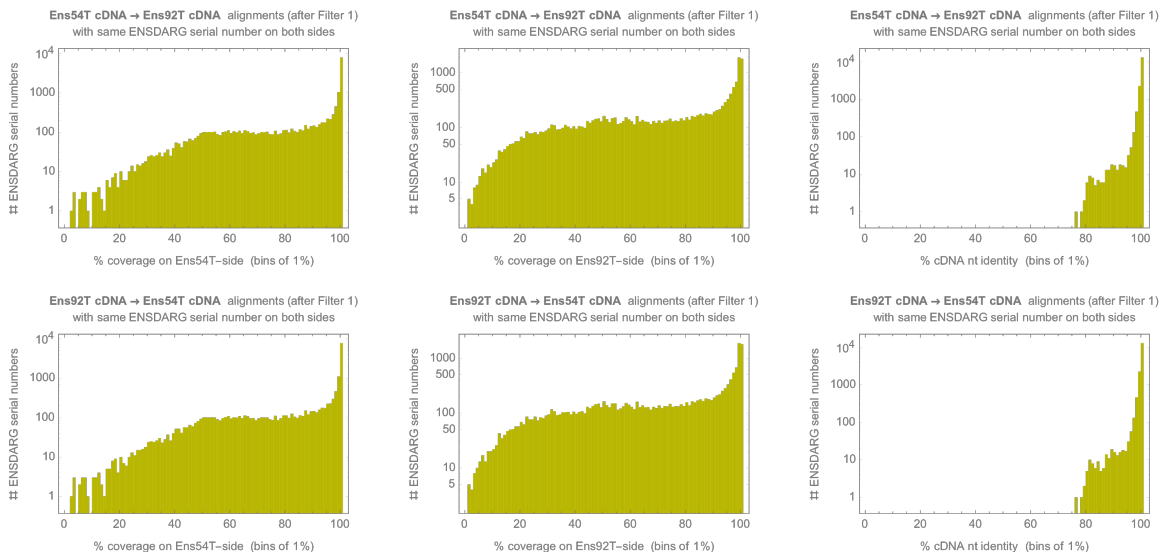 Ens54T cDNA → Ens92T cDNA alignments (after Filter 1)
with same ENSDARG serial number on both sides
# ENSDARG serial numbers
10^4
1000
100
10
1
0 20 40 60 80 100
% coverage on Ens54T–side (bins of 1%)
Ens54T cDNA → Ens92T cDNA alignments (after Filter 1)
with same ENSDARG serial number on both sides
# ENSDARG serial numbers
1000
500
100
50
10
5
0 20 40 60 80 100
% coverage on Ens92T–side (bins of 1%)
Ens54T cDNA → Ens92T cDNA alignments (after Filter 1)
with same ENSDARG serial number on both sides
# ENSDARG serial numbers
10^4
1000
100
10
1
0 20 40 60 80 100
% cDNA nt identity (bins of 1%)
Ens92T cDNA → Ens54T cDNA alignments (after Filter 1)
with same ENSDARG serial number on both sides
# ENSDARG serial numbers
10^4
1000
100
10
1
0 20 40 60 80 100
% coverage on Ens54T–side (bins of 1%)
Ens92T cDNA → Ens54T cDNA alignments (after Filter 1)
with same ENSDARG serial number on both sides
# ENSDARG serial numbers
1000
500
100
50
10
5
0 20 40 60 80 100
% coverage on Ens92T–side (bins of 1%)
Ens92T cDNA → Ens54T cDNA alignments (after Filter 1)
with same ENSDARG serial number on both sides
# ENSDARG serial numbers
10^4
1000
100
10
1
0 20 40 60 80 100
% cDNA nt identity (bins of 1%)